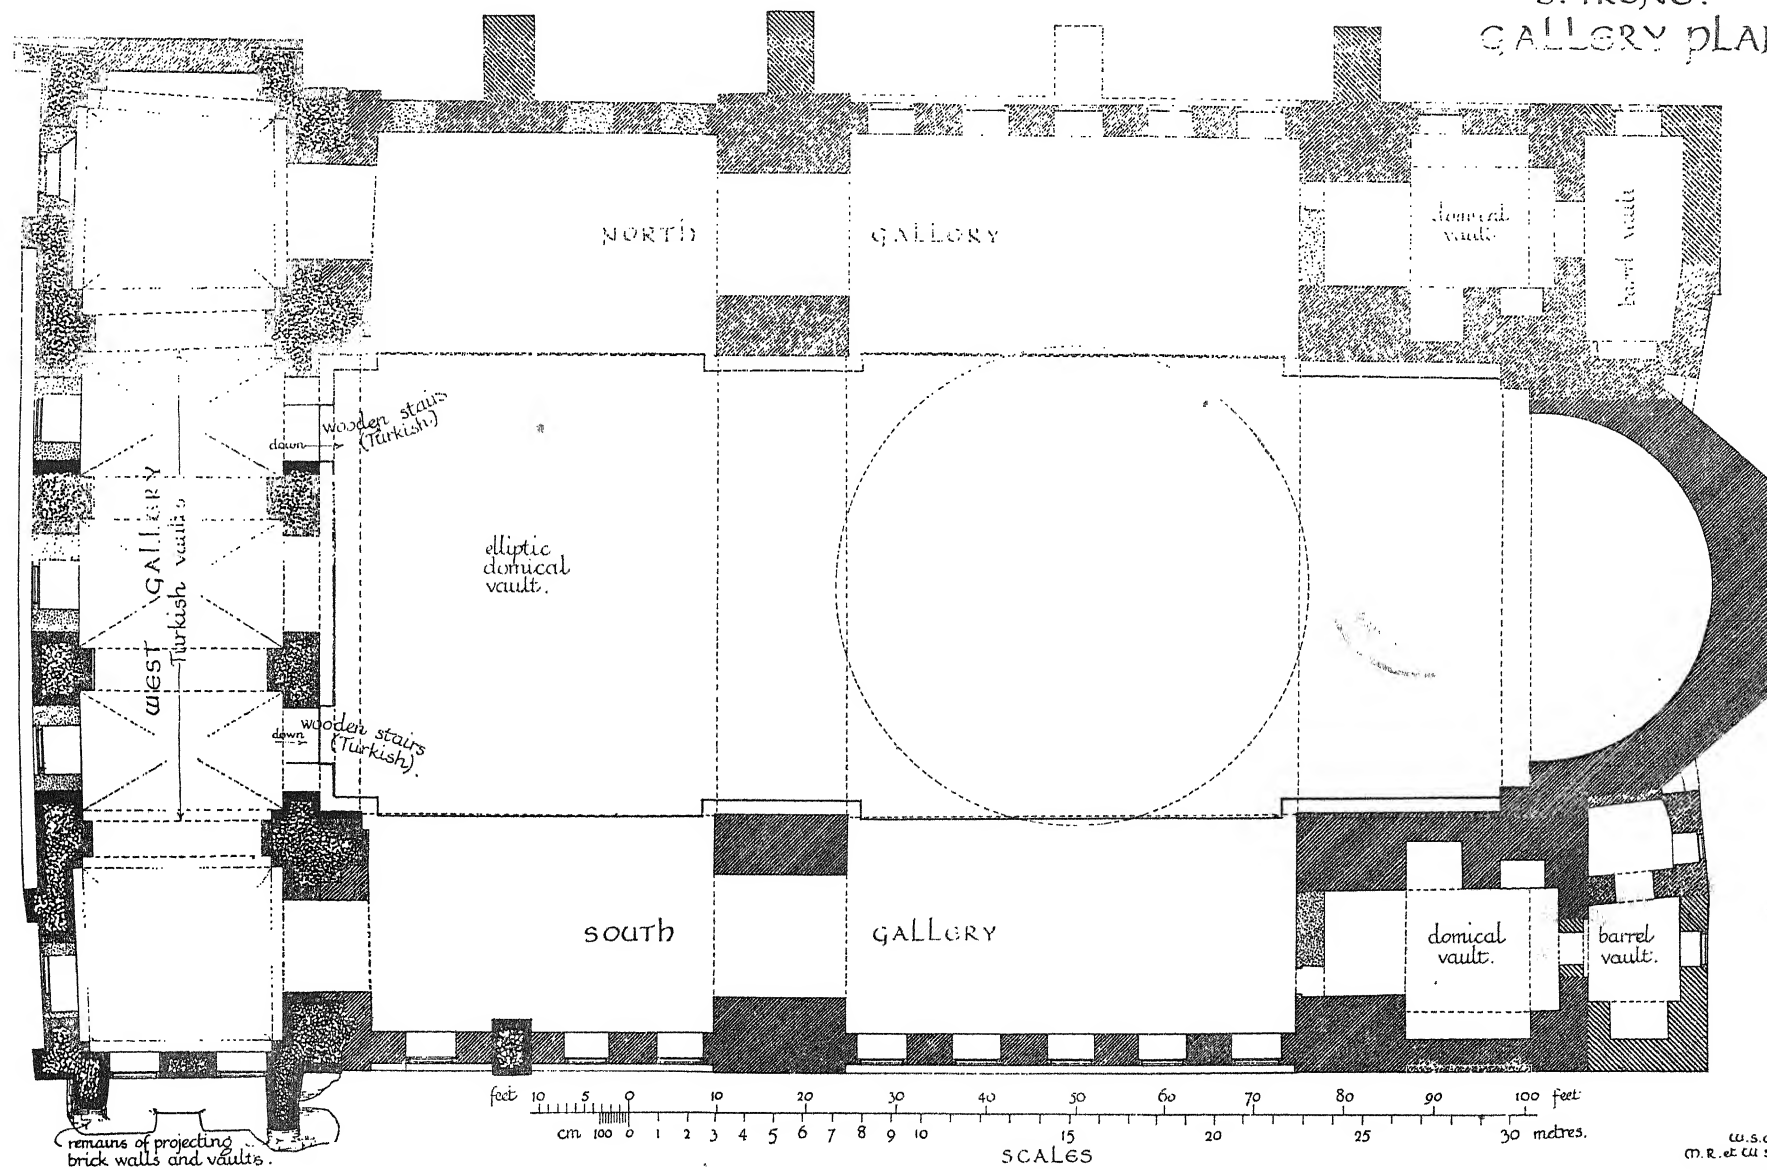 GALLERY PLAN
NORTH GALLERY
domical
vault
barrel vault
wooden stairs
(Turkish)
down
WEST GALLERY
Turkish vaults
elliptic
domical
vault.
down
wooden stairs
(Turkish).
SOUTH GALLERY
domical
vault.
barrel
vault.
feet 10 5 0 10 20 30 40 50 60 70 80 90 100 feet
cm 100 0 1 2 3 4 5 6 7 8 9 10 15 20 25 30 metres.
SCALES
remains of projecting
brick walls and vaults.
W.S.
M.R. et W.S